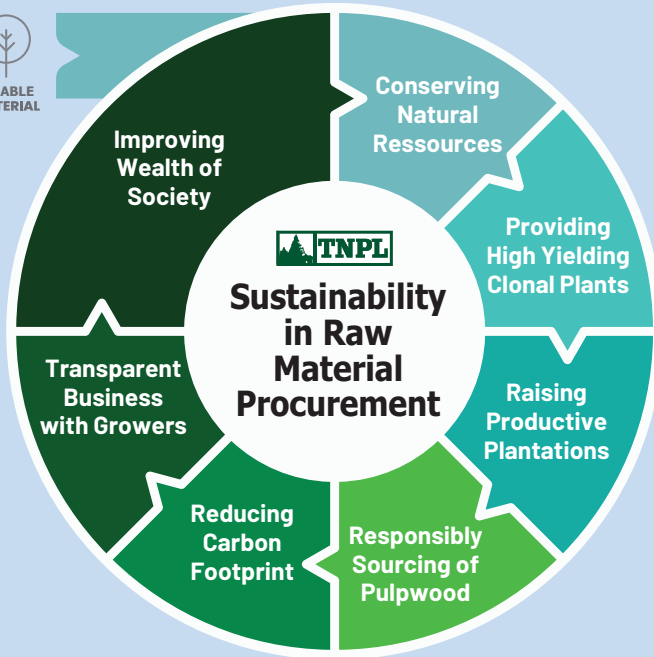 ABLE
TERIAL
Conserving
Natural
Ressources
Providing
High Yielding
Clonal Plants
Raising
Productive
Plantations
Responsibly
Sourcing of
Pulpwood
Reducing
Carbon
Footprint
Transparent
Business
with Growers
Improving
Wealth of
Society
TNPL
Sustainability
in Raw
Material
Procurement